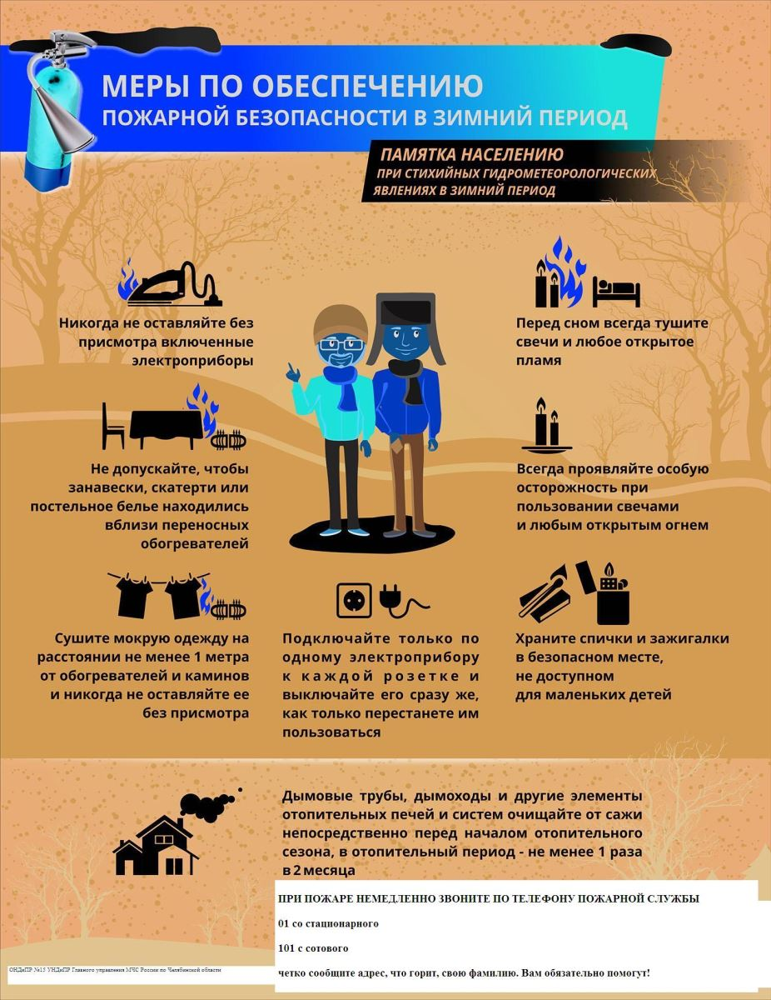 МЕРЫ ПО ОБЕСПЕЧЕНИЮ
ПОЖАРНОЙ БЕЗОПАСНОСТИ В ЗИМНИЙ ПЕРИОД
ПАМЯТКА НАСЕЛЕНИЮ
ПРИ СТИХИЙНЫХ ГИДРОМЕТЕОРОЛОГИЧЕСКИХ
ЯВЛЕНИЯХ В ЗИМНИЙ ПЕРИОД
Никогда не оставляйте без
присмотра включенные
электроприборы
Перед сном всегда тушите
свечи и любое открытое
пламя
Не допускайте, чтобы
занавески, скатерти или
постельное белье находились
вблизи переносных
обогревателей
Всегда проявляйте особую
осторожность при
пользовании свечами
и любым открытым огнем
Сушите мокрую одежду на
расстоянии не менее 1 метра
от обогревателей и каминов
и никогда не оставляйте ее
без присмотра
Подключайте только по
одному электроприбору
к каждой розетке и
выключайте его сразу же,
как только перестанете им
пользоваться
Храните спички и зажигалки
в безопасном месте,
не доступном
для маленьких детей
Дымовые трубы, дымоходы и другие элементы
отопительных печей и систем очищайте от сажи
непосредственно перед началом отопительного
сезона, в отопительный период - не менее 1 раза
в 2 месяца
ПРИ ПОЖАРЕ НЕМЕДЛЕННО ЗВОНИТЕ ПО ТЕЛЕФОНУ ПОЖАРНОЙ СЛУЖБЫ
01 со стационарного
101 с сотового
четко сообщите адрес, что горит, свою фамилию. Вам обязательно помогут!
ОНДиПР №15 УНДиПР Главного управления МЧС России по Челябинской области